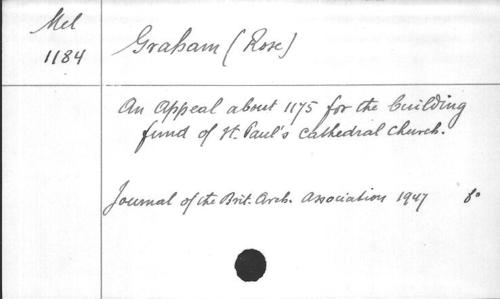 Mel
1184
Graham (Rose)
An Appeal about 1175 for the building
fund of St. Paul's Cathedral Church.
Journal of the Brit. Arch. Association 1947 fo